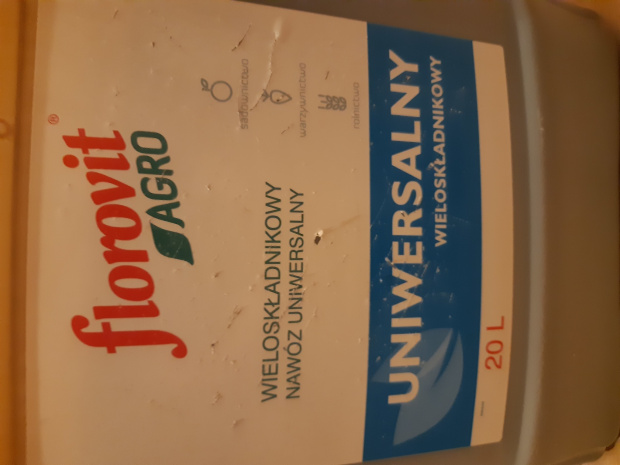 florovit®
AGRO
sadownictwo
warzywnictwo
rolnictwo
WIELOSKŁADNIKOWY
NAWÓZ UNIWERSALNY
UNIWERSALNY
WIELOSKŁADNIKOWY
20 L